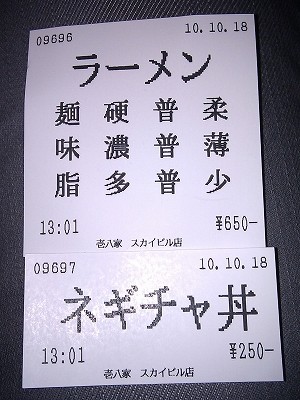 09696 10.10.18
ラーメン
麺 硬 普 柔
味 濃 普 薄
脂 多 普 少
13:01 ¥650-
壱八家 スカイビル店
09697 10.10.18
ネギチャ丼
13:01 ¥250-
壱八家 スカイビル店